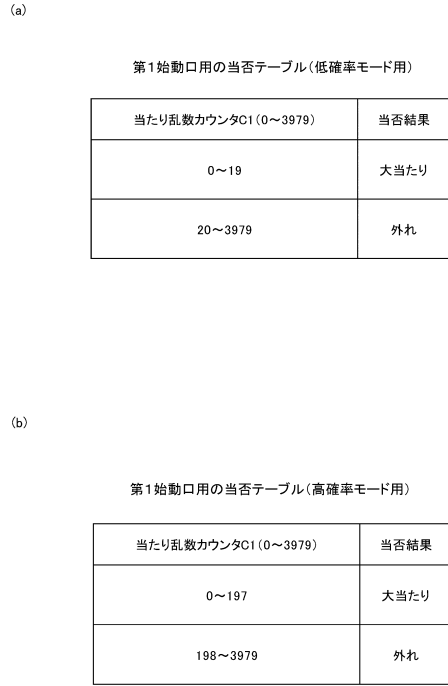 (a)
第1始動口用の当否テーブル(低確率モード用)
当たり乱数カウンタC1(0～3979) 当否結果
0～19 大当たり
20～3979 外れ
(b)
第1始動口用の当否テーブル(高確率モード用)
当たり乱数カウンタC1(0～3979) 当否結果
0～197 大当たり
198～3979 外れ